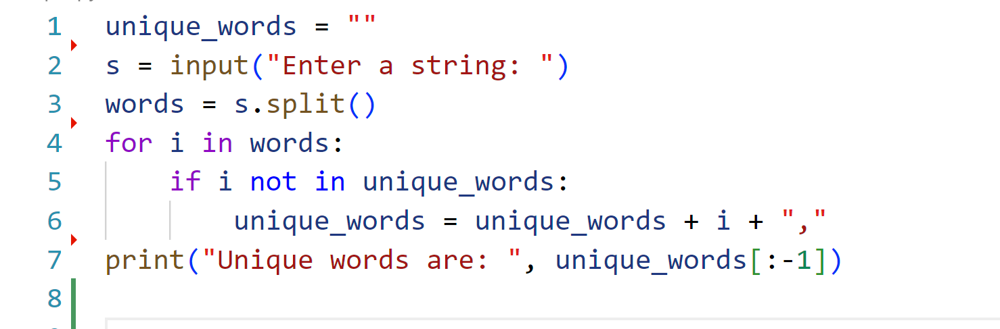 1 unique_words = ""
2 s = input("Enter a string: ")
3 words = s.split()
4 for i in words:
5     if i not in unique_words:
6         unique_words = unique_words + i + ","
7 print("Unique words are: ", unique_words[:-1])
8